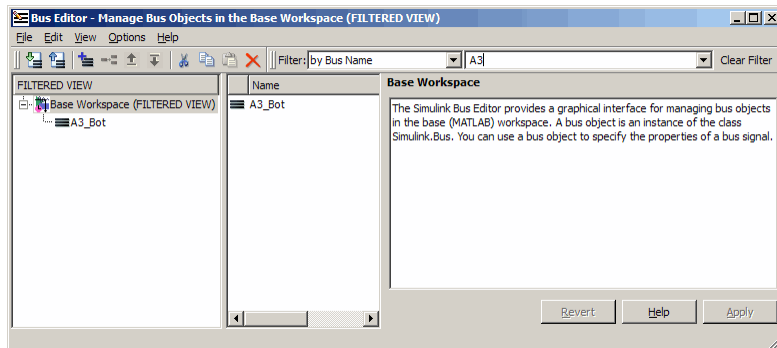 Bus Editor - Manage Bus Objects in the Base Workspace (FILTERED VIEW)
File Edit View Options Help
Filter: by Bus Name A3 Clear Filter
FILTERED VIEW
Base Workspace (FILTERED VIEW)
A3_Bot
Name
A3_Bot
Base Workspace
The Simulink Bus Editor provides a graphical interface for managing bus objects
in the base (MATLAB) workspace. A bus object is an instance of the class
Simulink.Bus. You can use a bus object to specify the properties of a bus signal.
Revert Help Apply